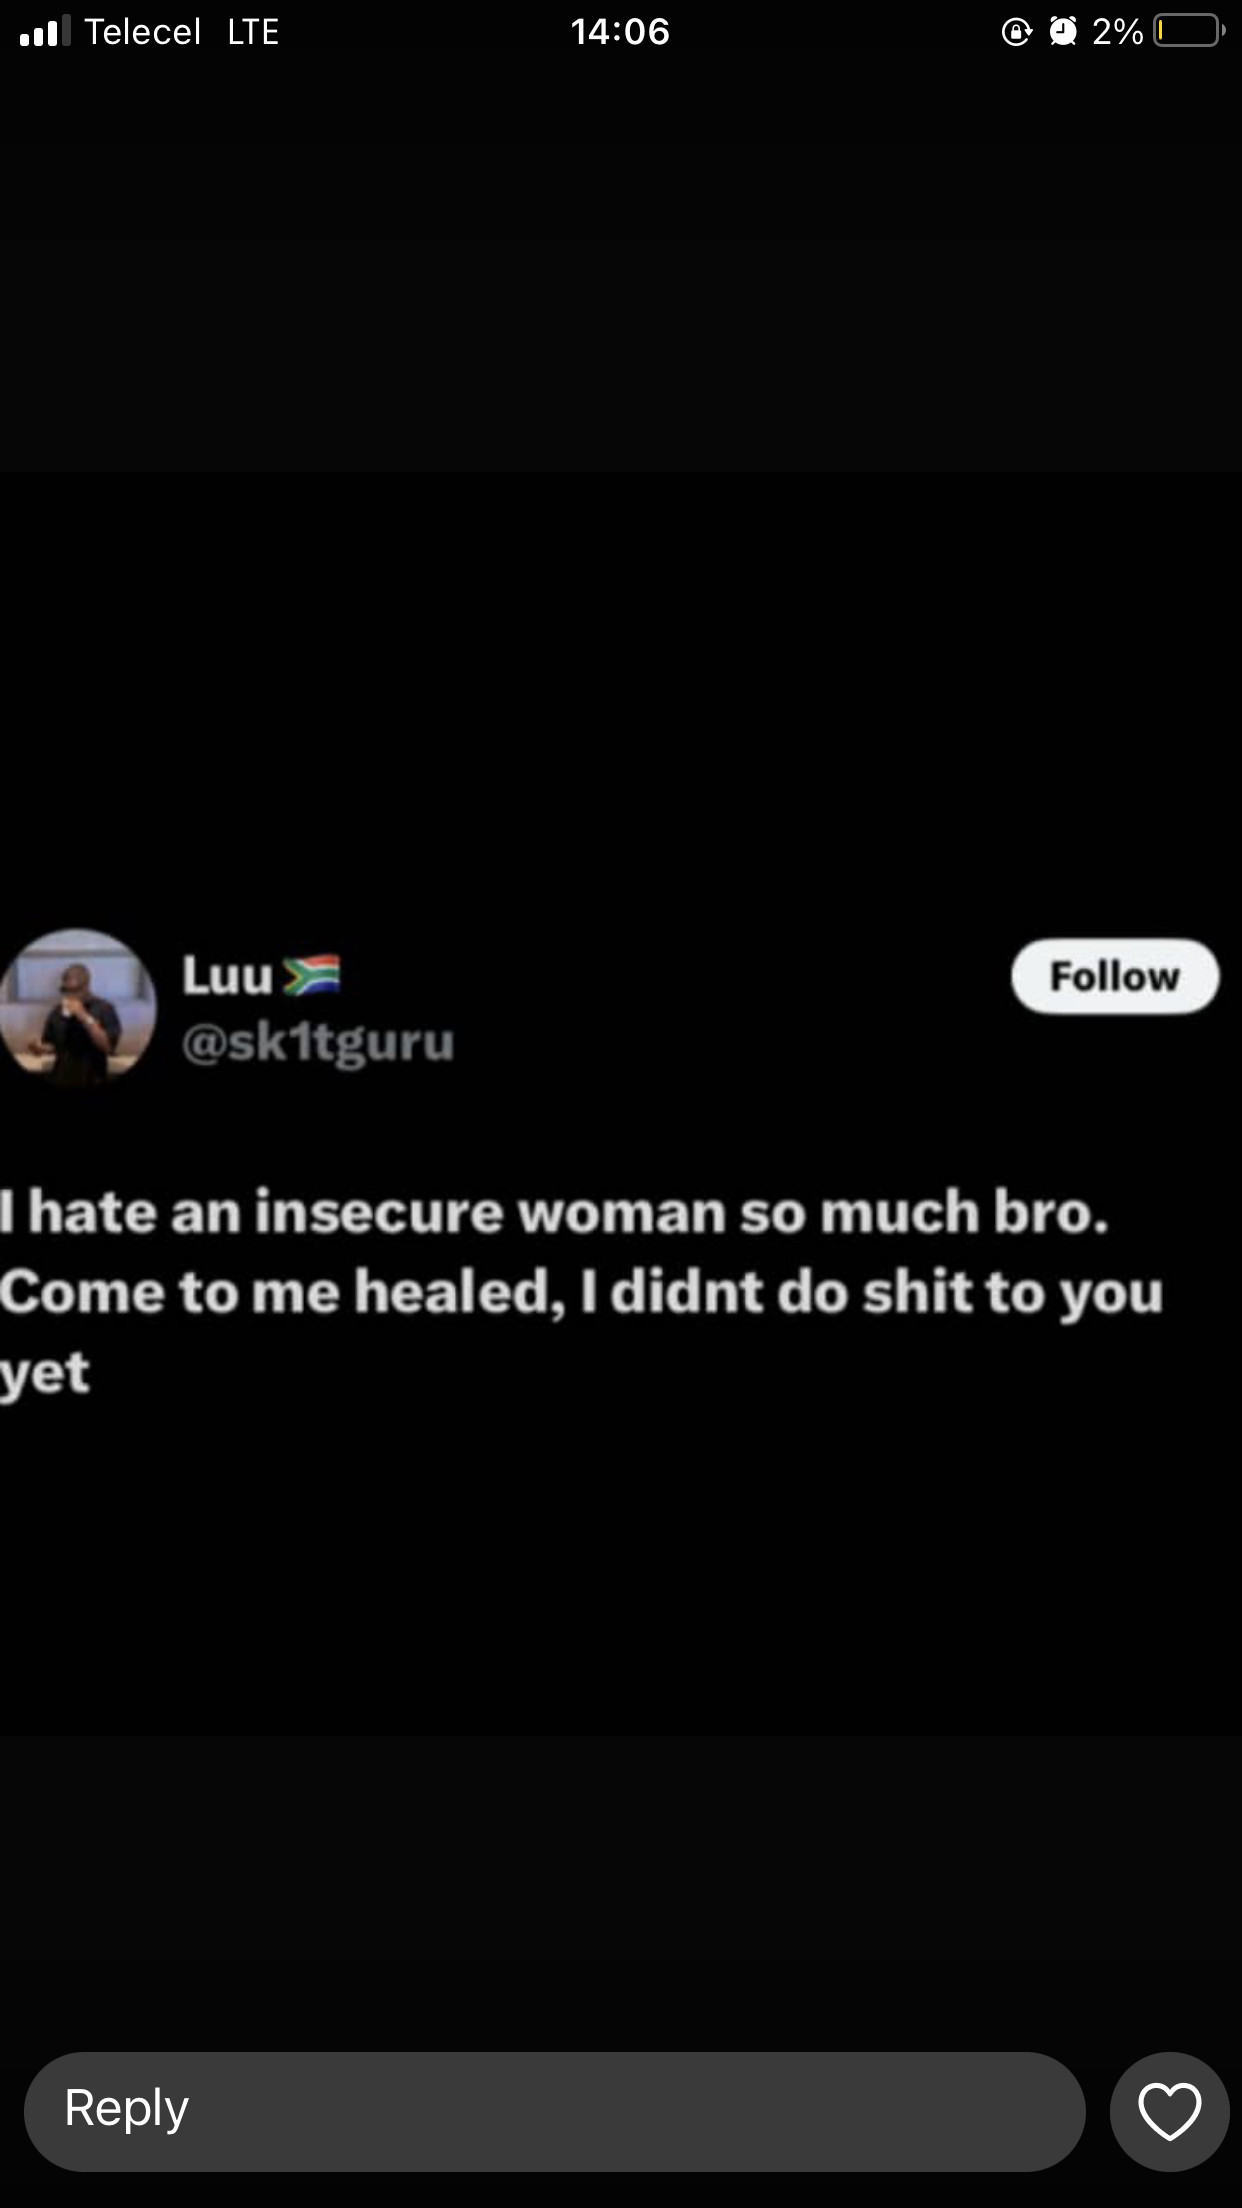 Telecel LTE 14:06 2%
Luu🇿🇦 Follow
@sk1tguru
I hate an insecure woman so much bro.
Come to me healed, I didnt do shit to you
yet
Reply